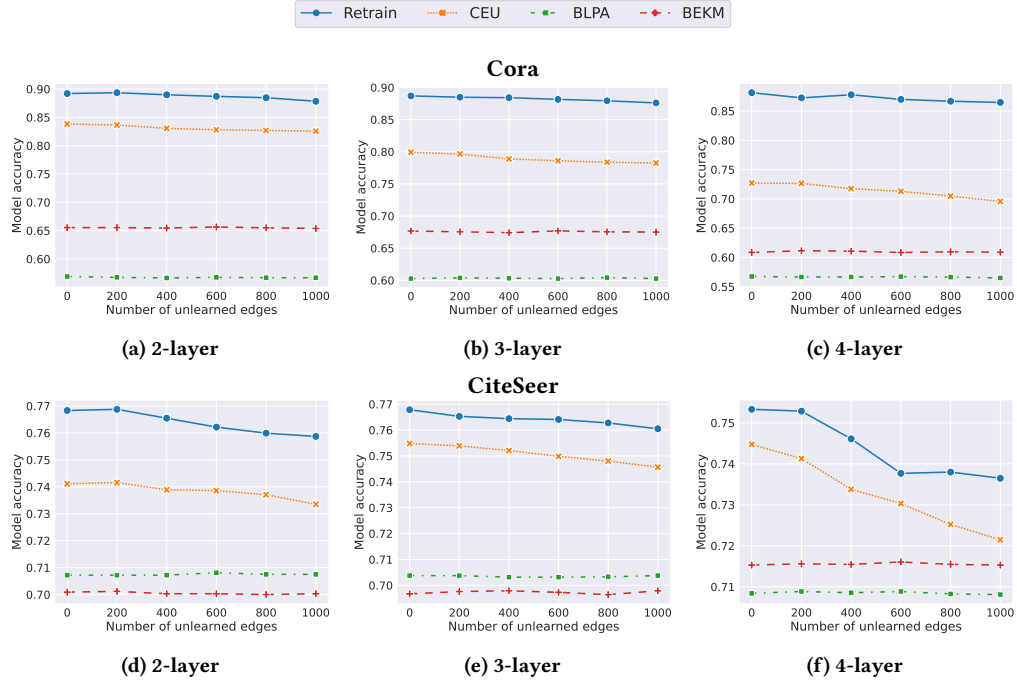 Retrain CEU BLPA BEKM
Cora
Model accuracy
0.90
0.85
0.80
0.75
0.70
0.65
0.60
0 200 400 600 800 1000
Number of unlearned edges
(a) 2-layer
Model accuracy
0.90
0.85
0.80
0.75
0.70
0.65
0.60
0 200 400 600 800 1000
Number of unlearned edges
(b) 3-layer
Model accuracy
0.85
0.80
0.75
0.70
0.65
0.60
0.55
0 200 400 600 800 1000
Number of unlearned edges
(c) 4-layer
CiteSeer
Model accuracy
0.77
0.76
0.75
0.74
0.73
0.72
0.71
0.70
0 200 400 600 800 1000
Number of unlearned edges
(d) 2-layer
Model accuracy
0.77
0.76
0.75
0.74
0.73
0.72
0.71
0.70
0 200 400 600 800 1000
Number of unlearned edges
(e) 3-layer
Model accuracy
0.75
0.74
0.73
0.72
0.71
0 200 400 600 800 1000
Number of unlearned edges
(f) 4-layer